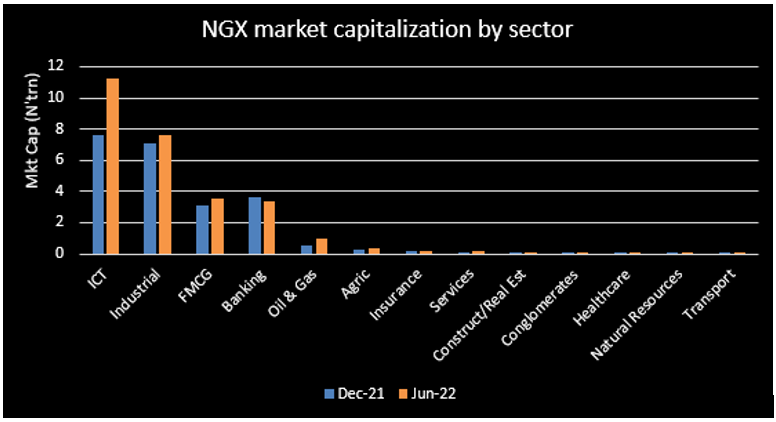 NGX market capitalization by sector
Mkt Cap (N'trn)
12
10
8
6
4
2
0
ICT
Industrial
FMCG
Banking
Oil & Gas
Agric
Insurance
Services
Construct/Real Est
Conglomerates
Healthcare
Natural Resources
Transport
Dec-21
Jun-22